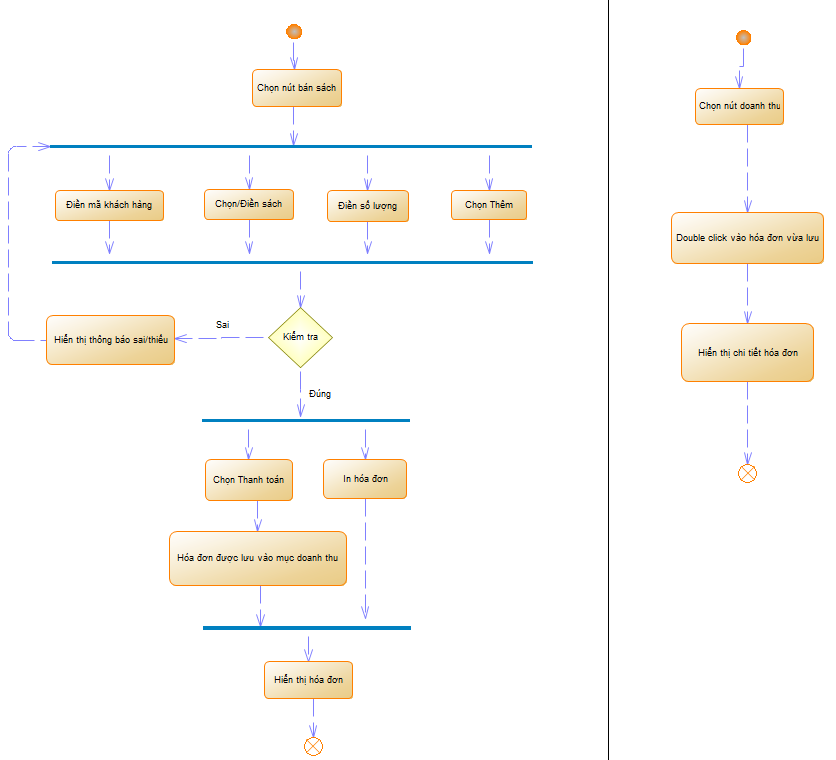 Chọn nút bán sách
Điền mã khách hàng
Chọn/Điền sách
Điền số lượng
Chọn Thêm
Hiển thị thông báo sai/thiếu
Sai
Kiểm tra
Đúng
Chọn Thanh toán
In hóa đơn
Hóa đơn được lưu vào mục doanh thu
Hiển thị hóa đơn
Chọn nút doanh thu
Double click vào hóa đơn vừa lưu
Hiển thị chi tiết hóa đơn